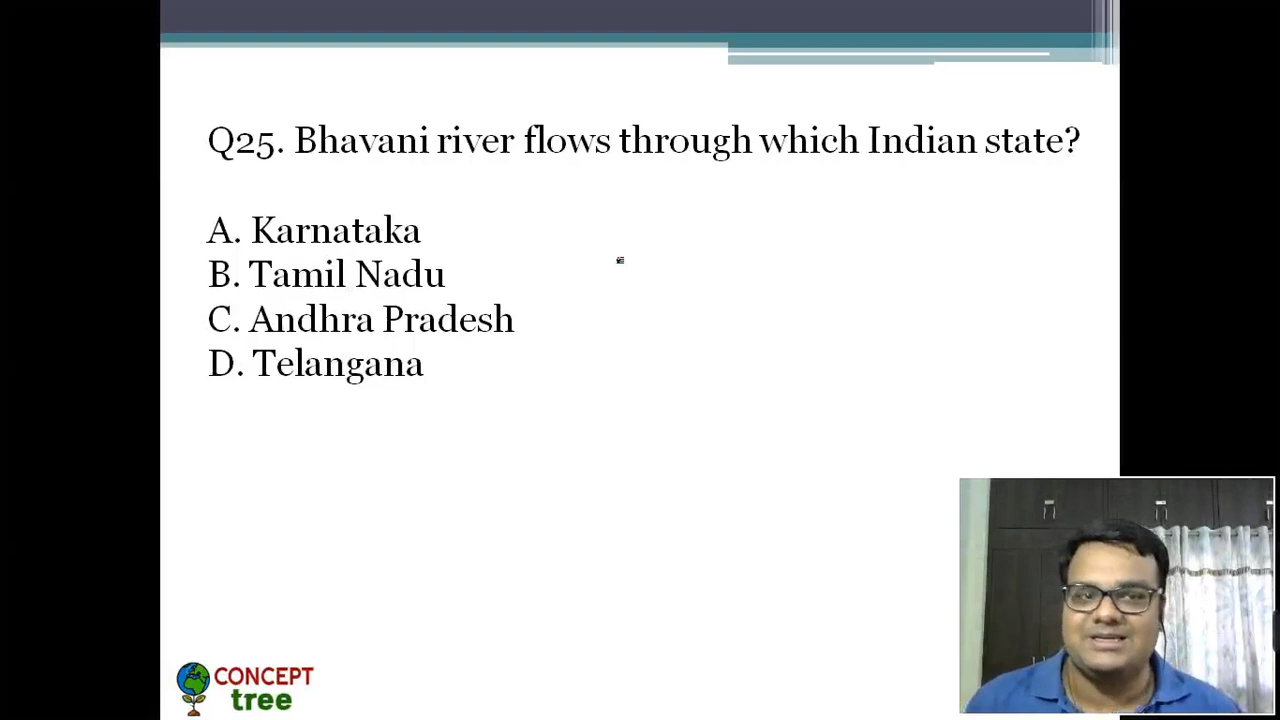 Q25. Bhavani river flows through which Indian state?
A. Karnataka
B. Tamil Nadu
C. Andhra Pradesh
D. Telangana
CONCEPT
tree